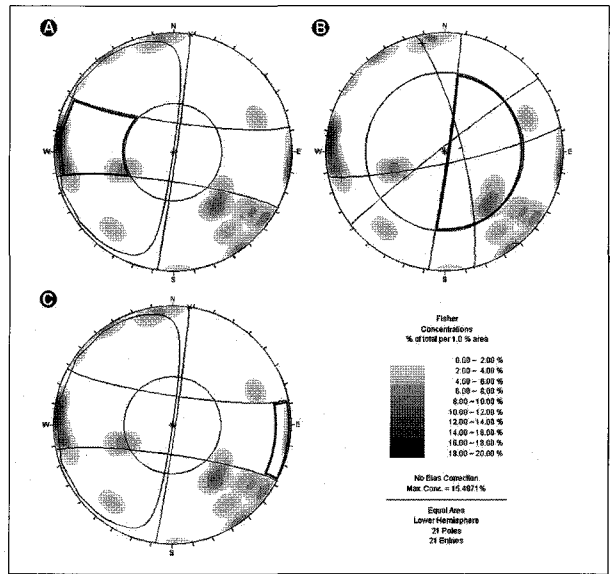 A
N
W
E
S
B
N
W
E
S
C
N
W
E
S
Fisher
Concentrations
% of total per 1.0 % area
0.00 ~ 2.00 %
2.00 ~ 4.00 %
4.00 ~ 6.00 %
6.00 ~ 8.00 %
8.00 ~ 10.00 %
10.00 ~ 12.00 %
12.00 ~ 14.00 %
14.00 ~ 16.00 %
16.00 ~ 18.00 %
18.00 ~ 20.00 %
No Bias Correction
Max. Conc. = 15.4871%
Equal Area
Lower Hemisphere
21 Poles
21 Entries